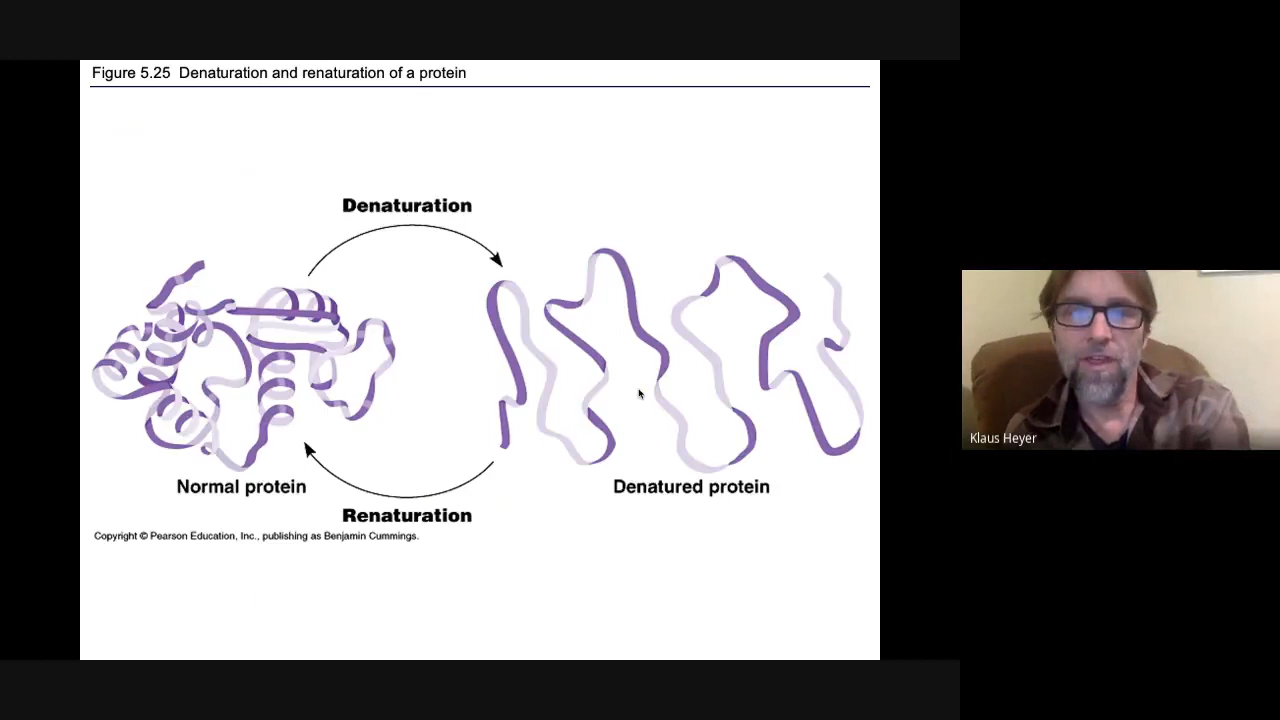 Figure 5.25 Denaturation and renaturation of a protein
Denaturation
Normal protein
Denatured protein
Renaturation
Copyright © Pearson Education, Inc., publishing as Benjamin Cummings.
Klaus Heyer